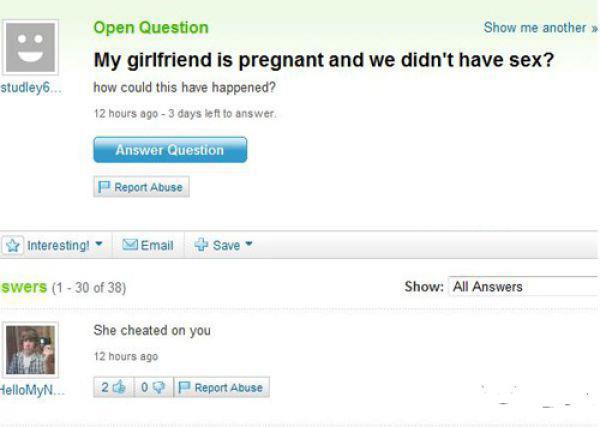 Open Question
Show me another »
My girlfriend is pregnant and we didn't have sex?
studley6...
how could this have happened?
12 hours ago - 3 days left to answer.
Answer Question
Report Abuse
Interesting! Email Save
swers (1 - 30 of 38)
Show: All Answers
She cheated on you
12 hours ago
HelloMyN...
2 0 Report Abuse